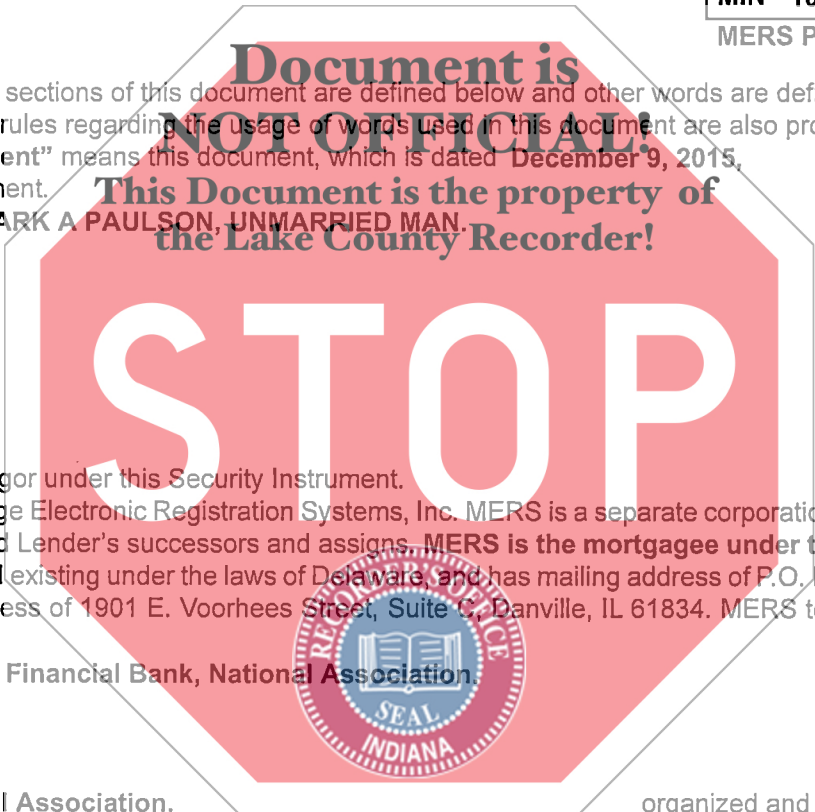 MIN
MERS P
Document is
sections of this document are defined below and other words are def
rules regarding the usage of words used in this document are also pro
NOT OFFICIAL!
ent" means this document, which is dated December 9, 2015,
This Document is the property of
ent.
ARK A PAULSON, UNMARRIED MAN.
the Lake County Recorder!
STOP
gor under this Security Instrument.
ge Electronic Registration Systems, Inc. MERS is a separate corporatio
d Lender's successors and assigns. MERS is the mortgagee under t
existing under the laws of Delaware, and has mailing address of P.O.
ess of 1901 E. Voorhees Street, Suite C, Danville, IL 61834. MERS t
RECORDER'S OFFICE
Financial Bank, National Association.
SEAL
INDIANA
l Association.
organized and